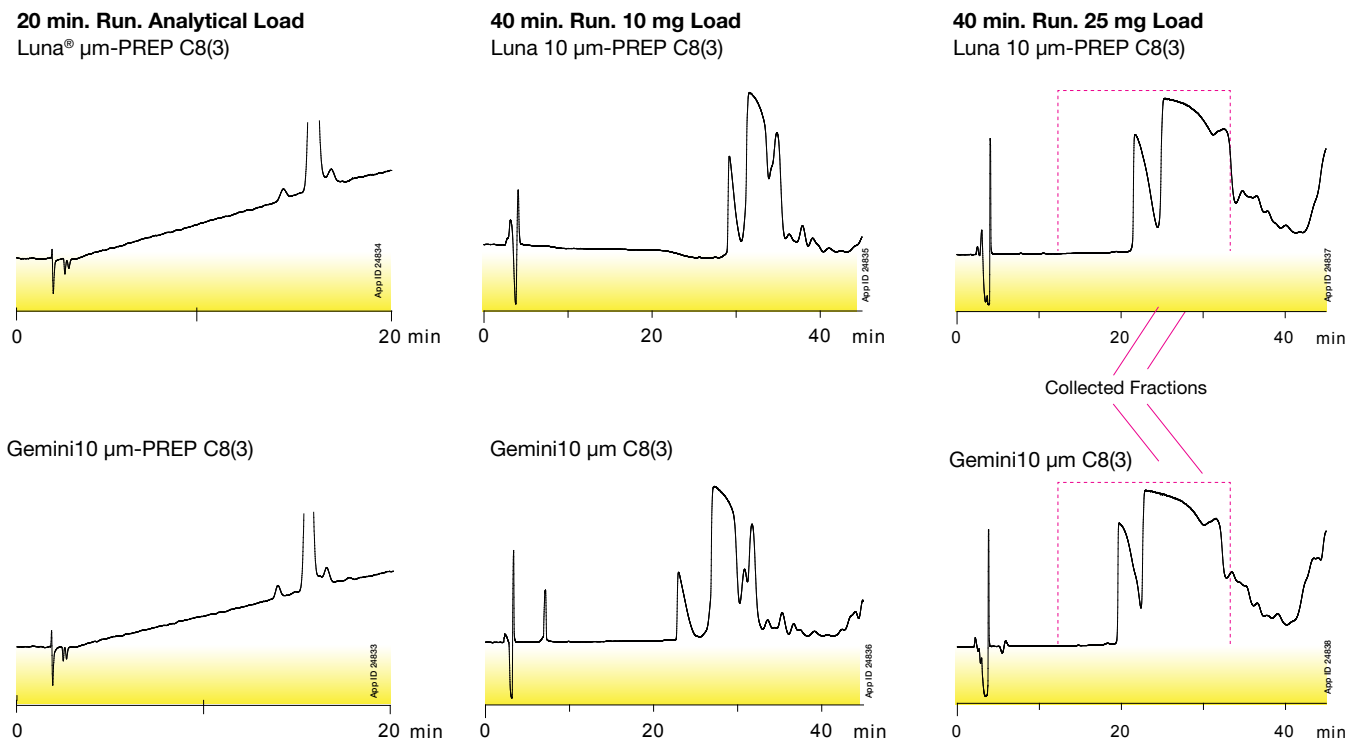 20 min. Run. Analytical Load
Luna® µm-PREP C8(3)
App ID 24834
0
20 min
40 min. Run. 10 mg Load
Luna 10 µm-PREP C8(3)
App ID 24835
0
20
40
min
40 min. Run. 25 mg Load
Luna 10 µm-PREP C8(3)
App ID 24837
0
20
40
min
Collected Fractions
Gemini10 µm-PREP C8(3)
App ID 24833
0
20
min
Gemini10 µm C8(3)
App ID 24836
0
20
40
min
Gemini10 µm C8(3)
App ID 24838
0
20
40
min